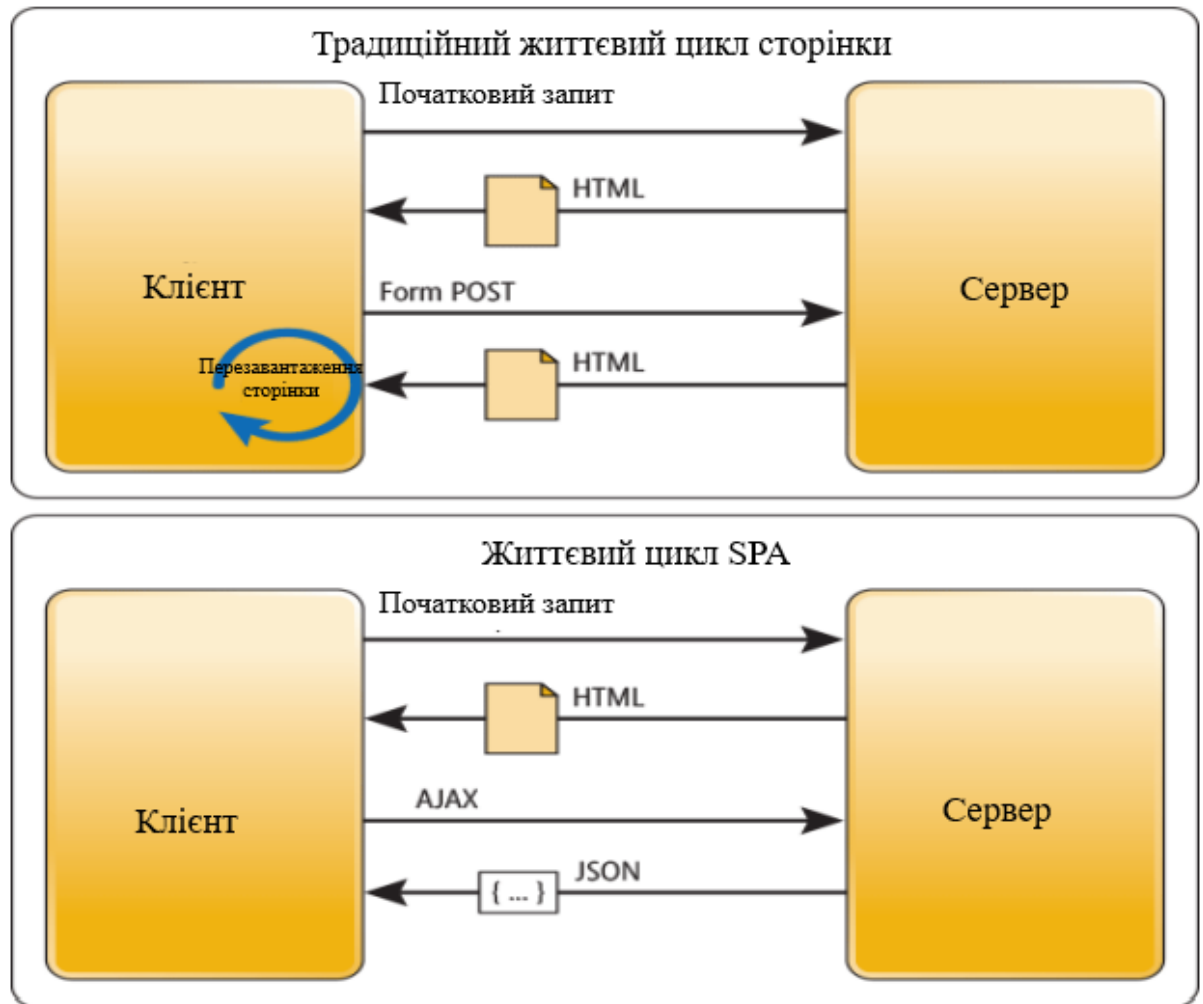 Традиційний життєвий цикл сторінки
Початковий запит
HTML
Клієнт
Form POST
Сервер
Перезавантаження
сторінки
HTML
Життєвий цикл SPA
Початковий запит
HTML
AJAX
Клієнт
Сервер
JSON
{ ... }